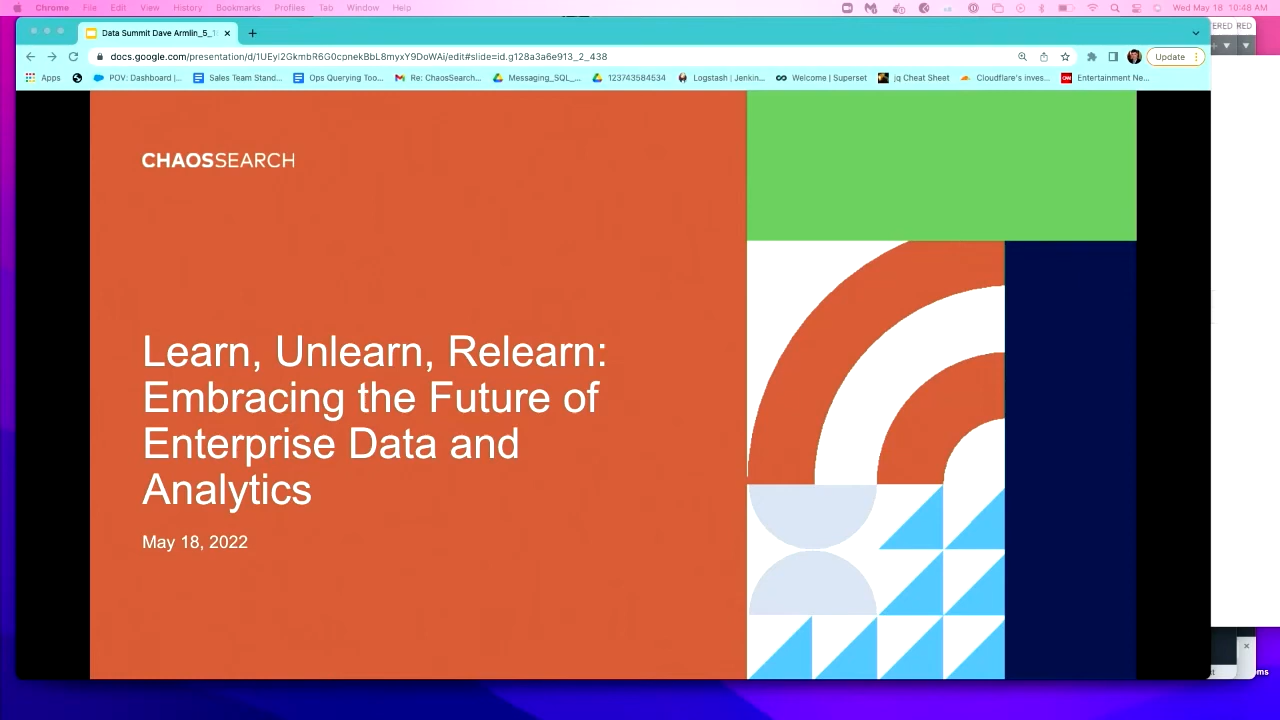 Chrome File Edit View History Bookmarks Profiles Tab Window Help Wed May 18 10:48 AM
Data Summit Dave Armlin_5_1
RED
docs.google.com/presentation/d/1UEyl2GkmbR6G0cpnekBbL8myxY9DoWAi/edit#slide=id.g128a3a6e913_2_438
Update
Apps POV: Dashboard |... Sales Team Stand... Ops Querying Too... Re: ChaosSearch... Messaging_SQL_... 123743584534 Logstash | Jenkin... Welcome | Superset jq Cheat Sheet Cloudflare's inves... Entertainment Ne...
CHAOSSEARCH
Learn, Unlearn, Relearn:
Embracing the Future of
Enterprise Data and
Analytics
May 18, 2022